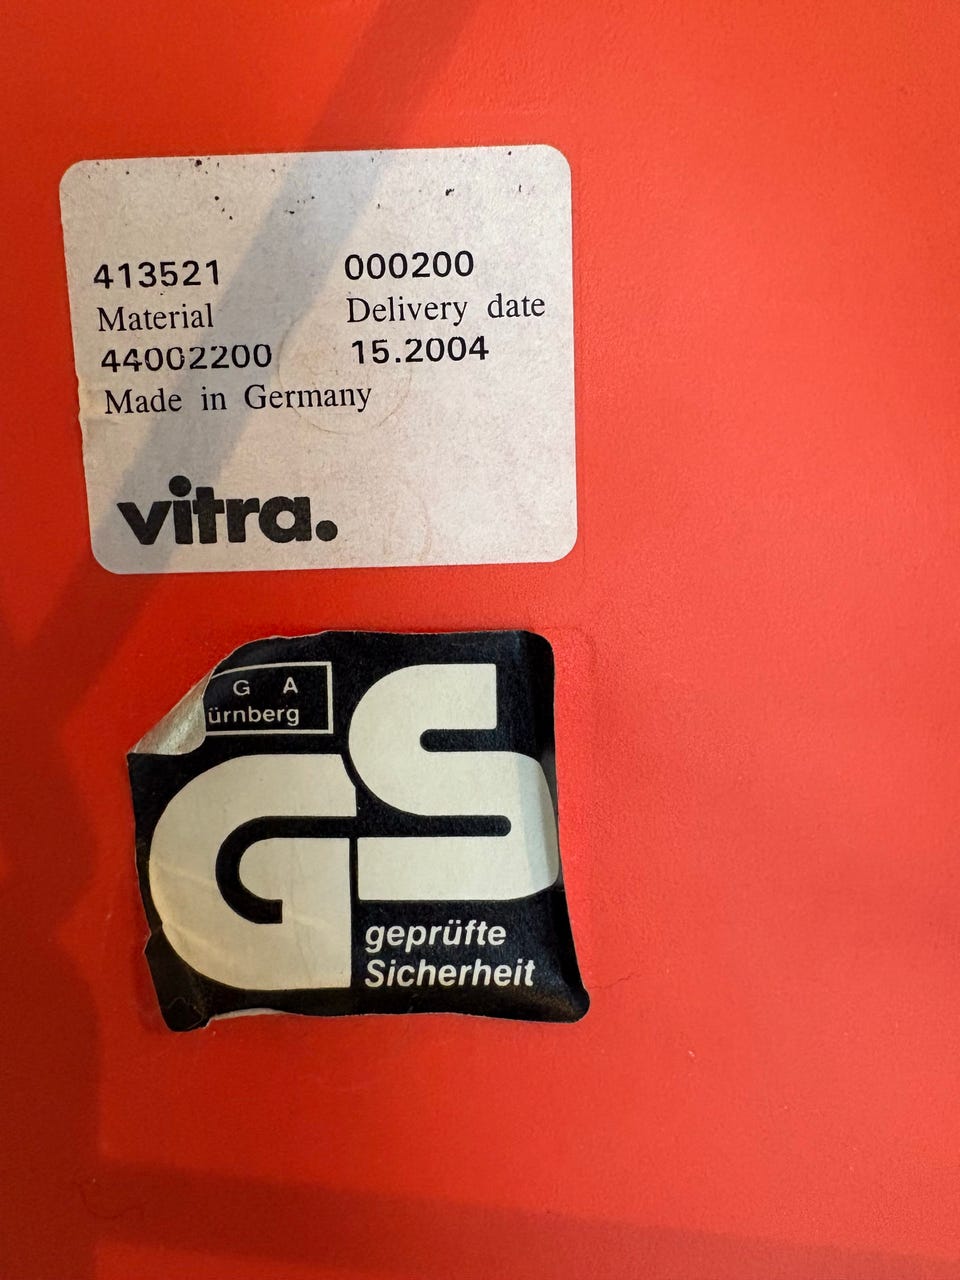 413521 000200
Material Delivery date
44002200 15.2004
Made in Germany
vitra.
G A
ürnberg
GS
geprüfte
Sicherheit